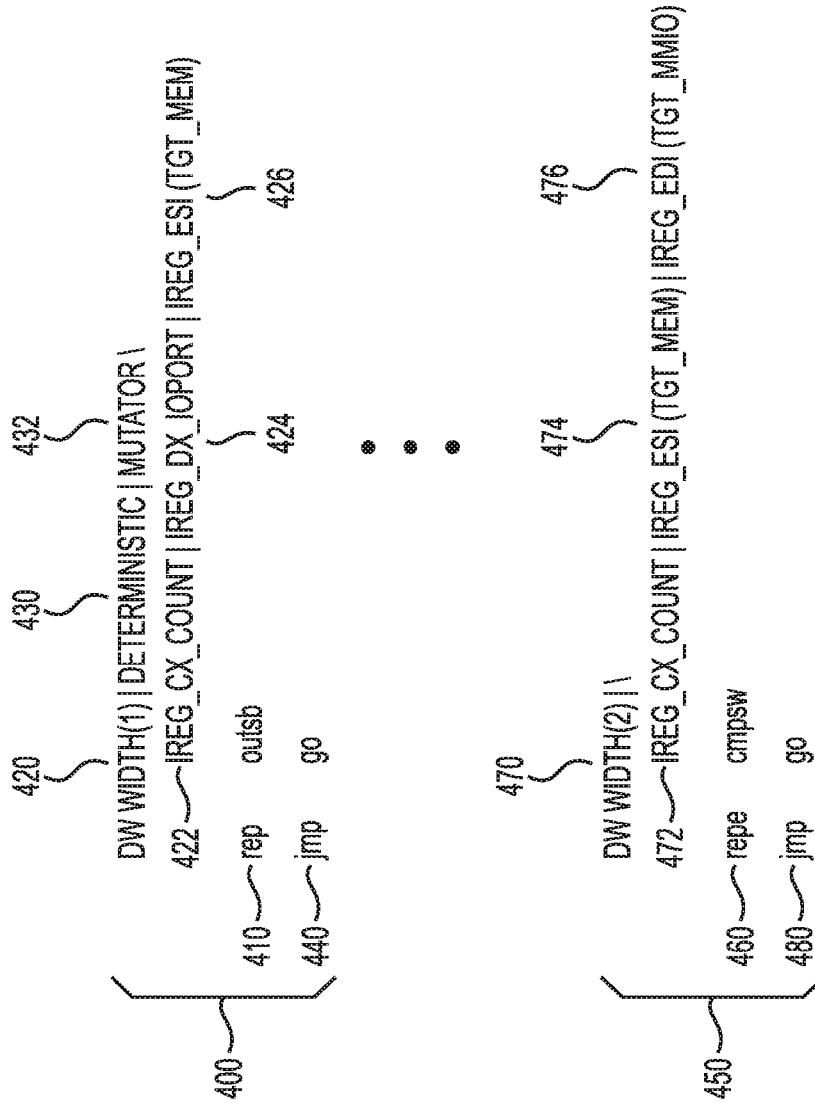 420 430 432
DW WIDTH(1) | DETERMINISTIC | MUTATOR \
422 IREG_CX_COUNT | IREG_DX_IOPORT | IREG_ESI (TGT_MEM)
424 426
410 rep outsb
440 jmp go
400
470
DW WIDTH(2) | \
474 476
472 IREG_CX_COUNT | IREG_ESI (TGT_MEM) | IREG_EDI (TGT_MMIO)
460 repe cmpsw
480 jmp go
450